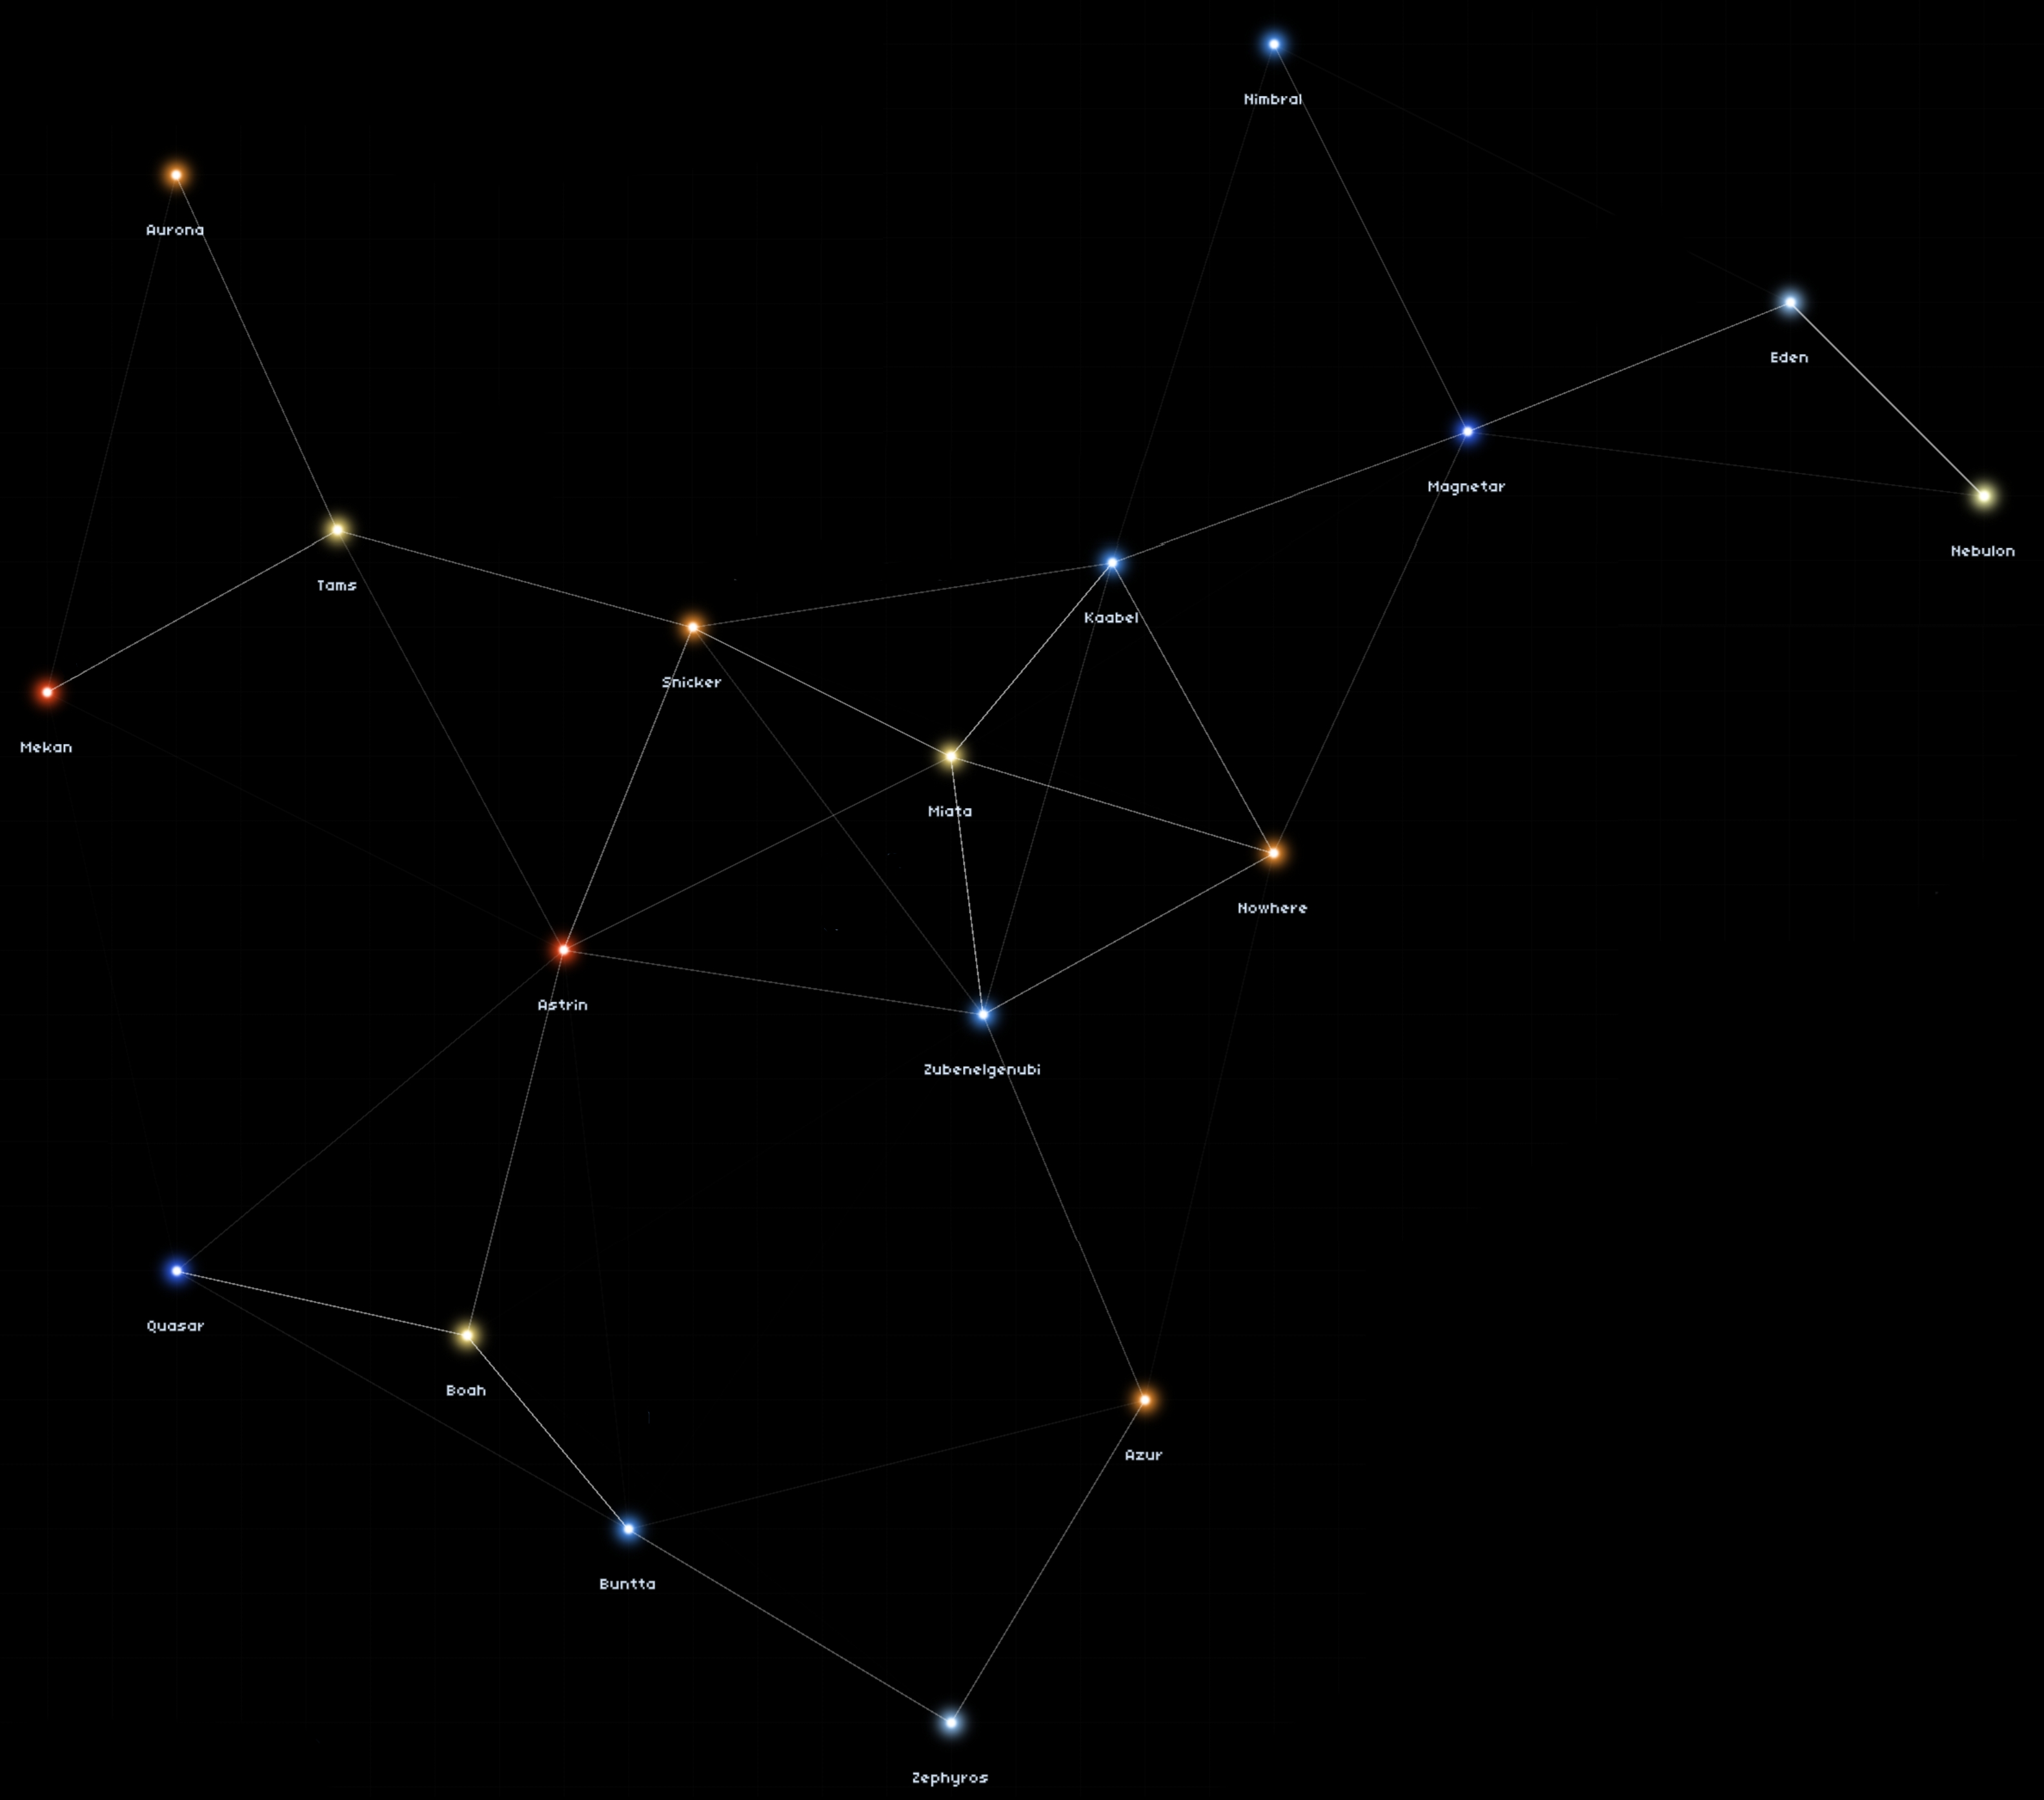 Nimbral
Aurona
Eden
Magnetar
Nebulon
Tams
Kaabel
Snicker
Mekan
Miata
Nowhere
Astrin
Zubenelgenubi
Quasar
Boah
Azur
Buntta
Zephyros